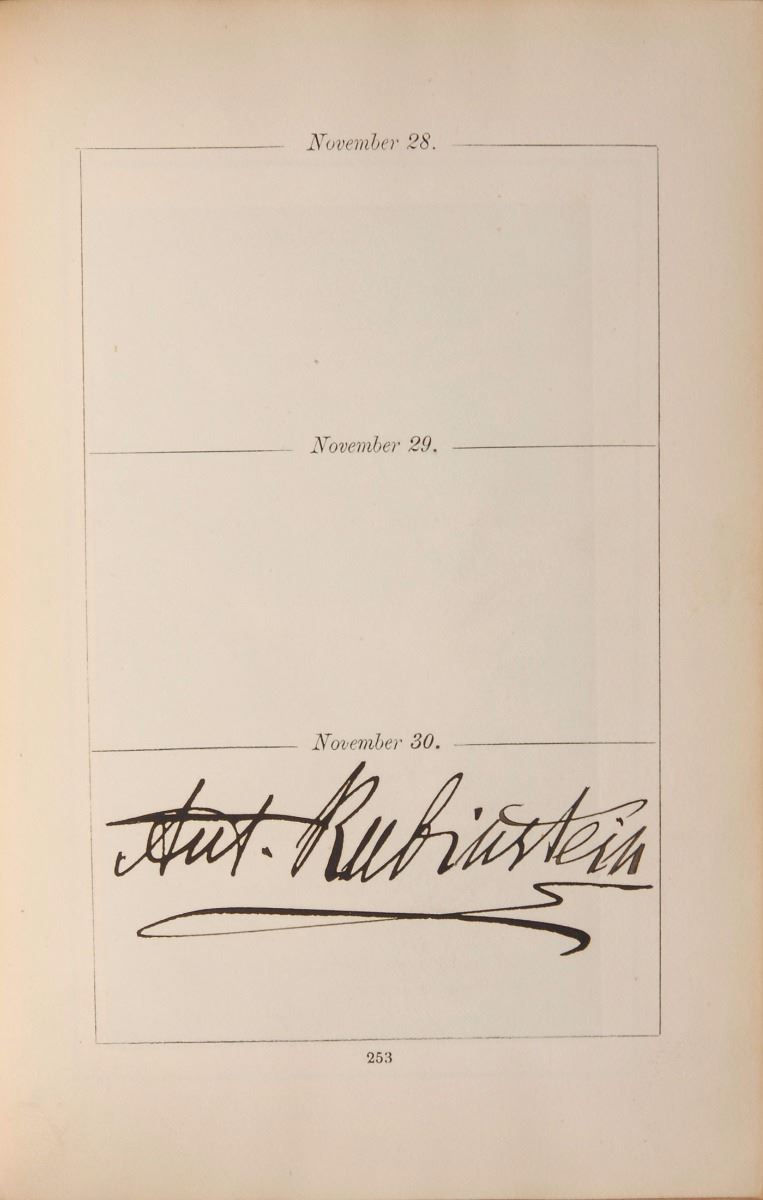 November 28.
November 29.
November 30.
Ant. Rubinstein
253